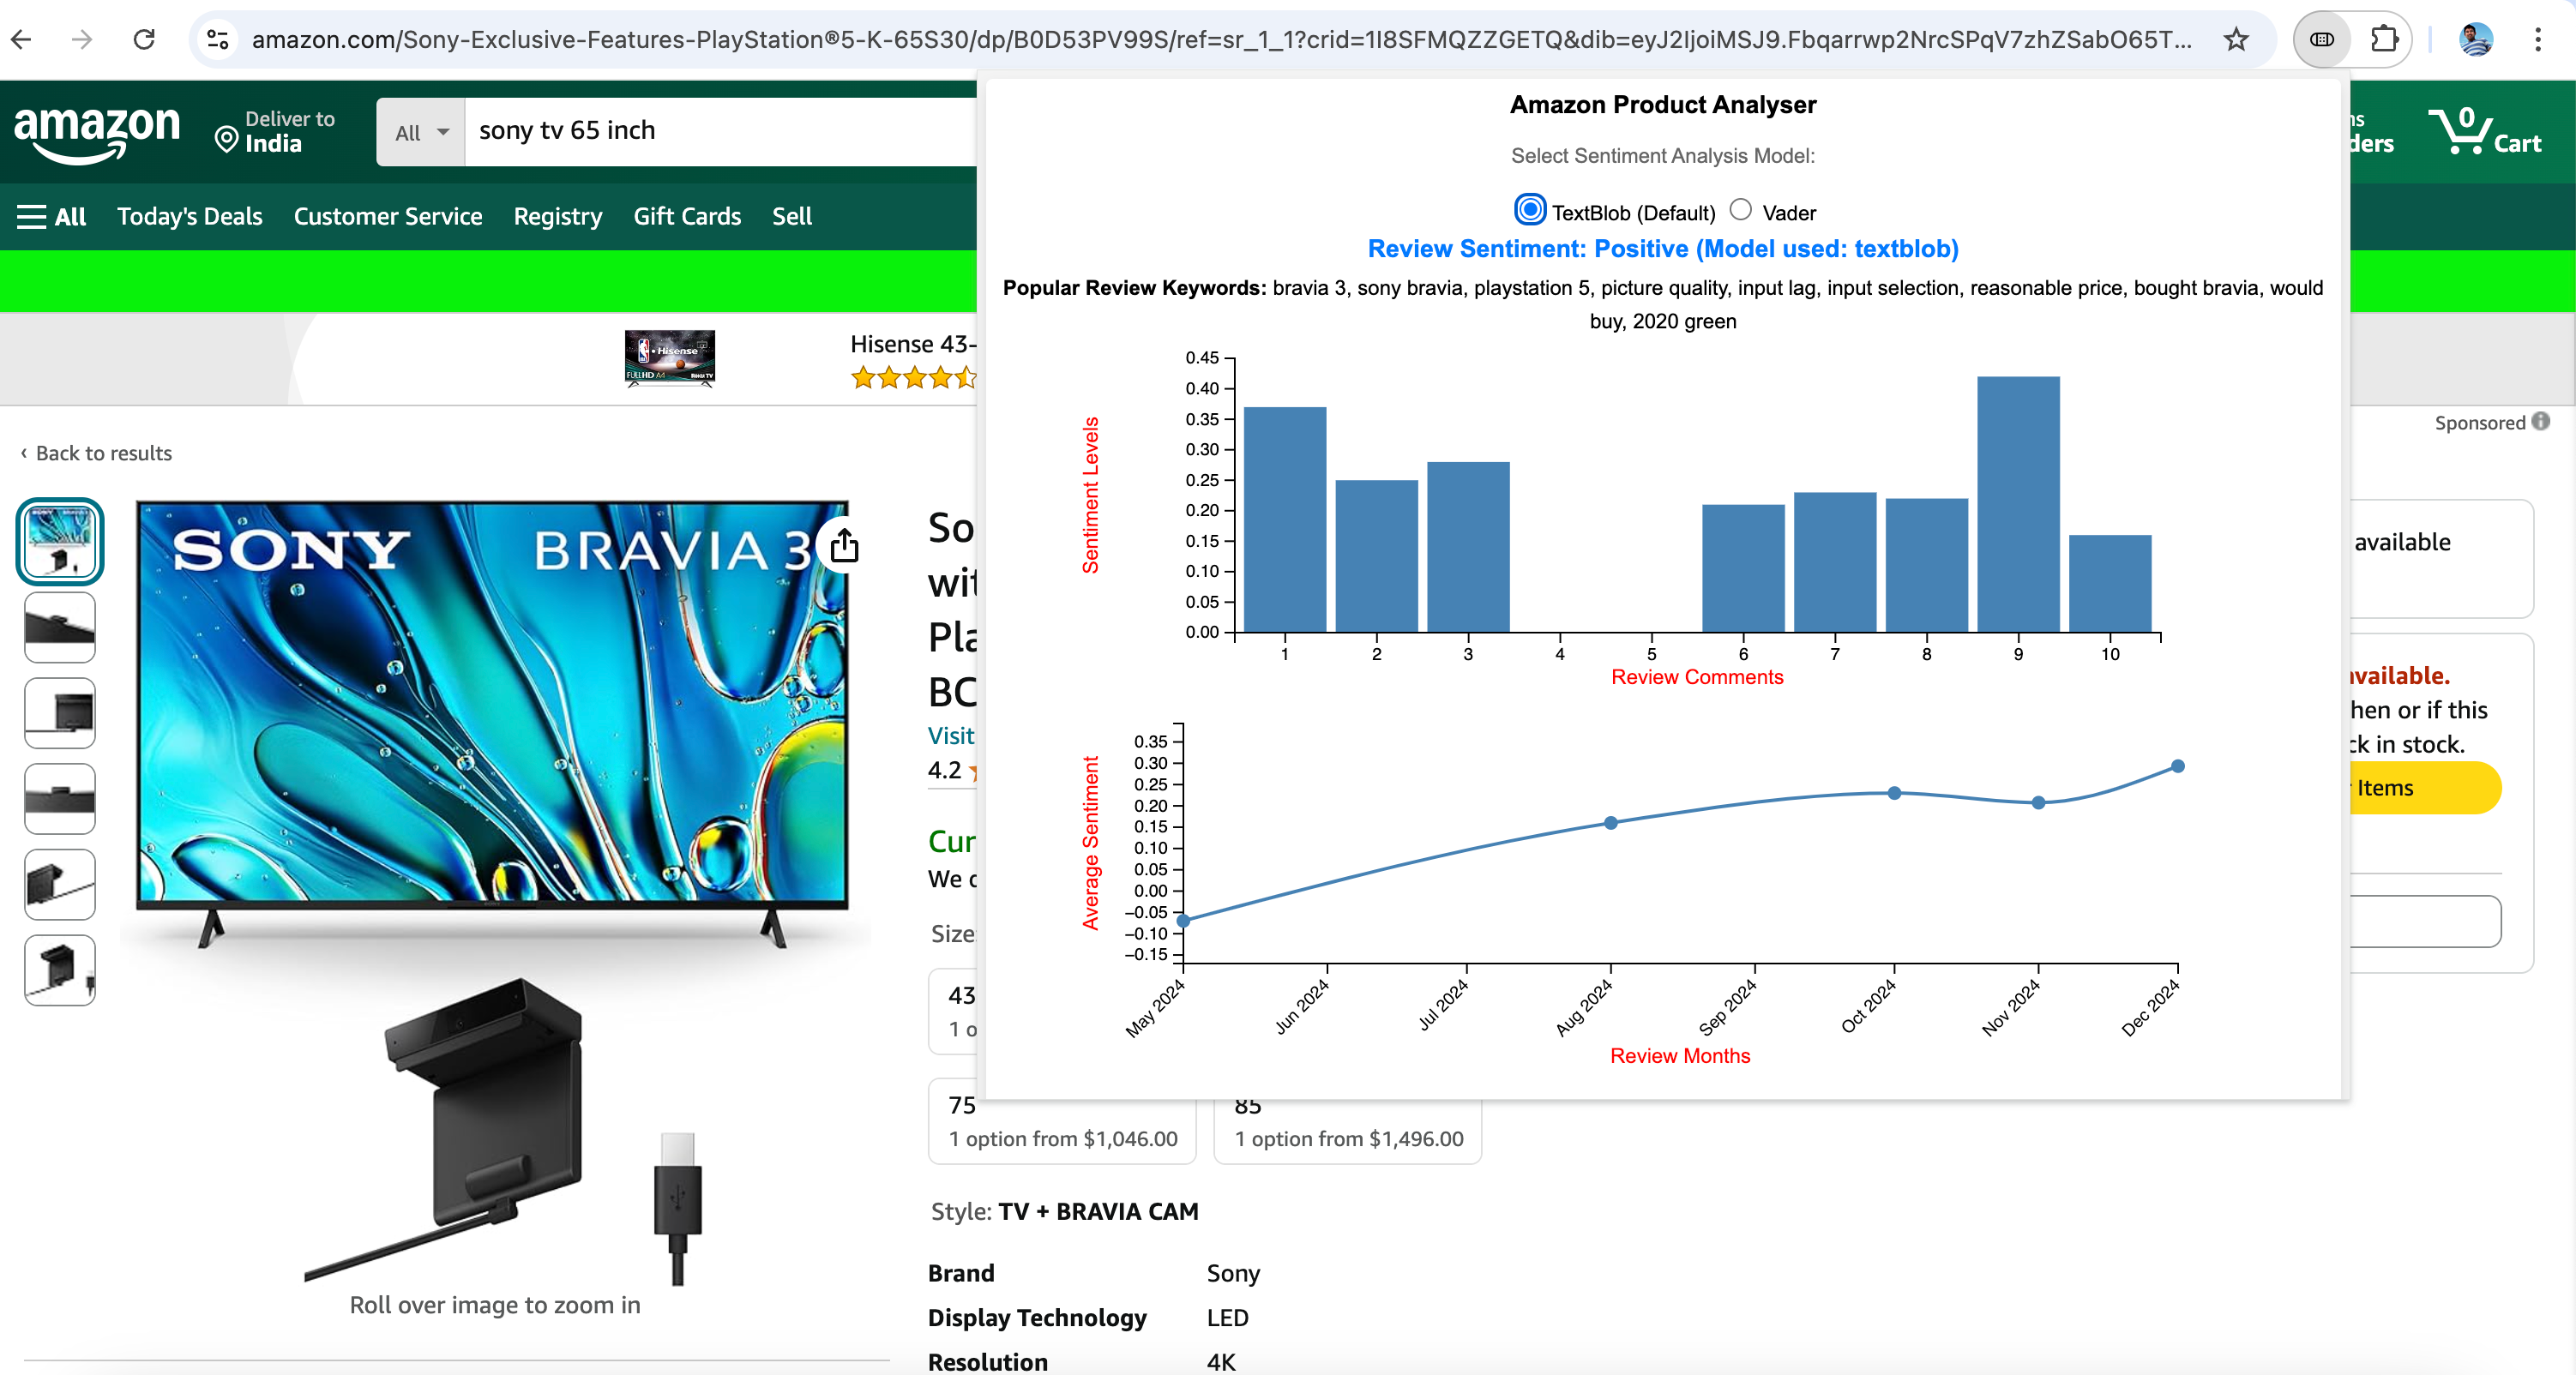 amazon.com/Sony-Exclusive-Features-PlayStation®5-K-65S30/dp/B0D53PV99S/ref=sr_1_1?crid=1I8SFMQZZGETQ&dib=eyJ2IjoiMSJ9.Fbqarrwp2NrcSPqV7zhZSabO65T...
amazon
Deliver to
India
All
sony tv 65 inch
0
Cart
All
Today's Deals
Customer Service
Registry
Gift Cards
Sell
Hisense 43-
Hisense
Sponsored
‹ Back to results
SONY
BRAVIA 3
Roll over image to zoom in
So
wit
Pla
BC
Visit
4.2
Cur
We c
Size
43
1 o
75
1 option from $1,046.00
85
1 option from $1,496.00
Style: TV + BRAVIA CAM
Brand
Sony
Display Technology
LED
Resolution
4K
available
vailable.
hen or if this
ck in stock.
Items
ns
ders
Amazon Product Analyser
Select Sentiment Analysis Model:
TextBlob (Default)
Vader
Review Sentiment: Positive (Model used: textblob)
Popular Review Keywords: bravia 3, sony bravia, playstation 5, picture quality, input lag, input selection, reasonable price, bought bravia, would
buy, 2020 green
Sentiment Levels
0.45
0.40
0.35
0.30
0.25
0.20
0.15
0.10
0.05
0.00
1
2
3
4
5
6
7
8
9
10
Review Comments
Average Sentiment
0.35
0.30
0.25
0.20
0.15
0.10
0.05
0.00
−0.05
−0.10
−0.15
May 2024
Jun 2024
Jul 2024
Aug 2024
Sep 2024
Oct 2024
Nov 2024
Dec 2024
Review Months